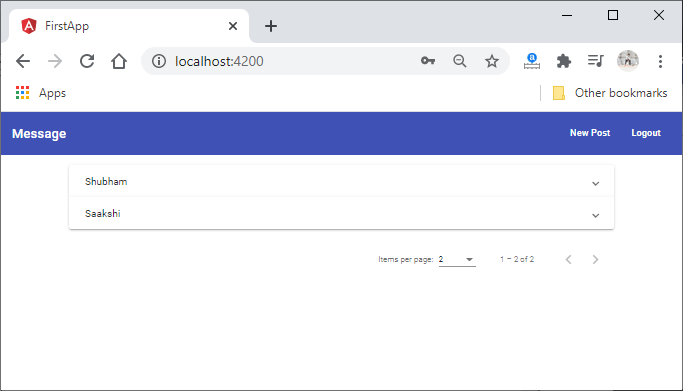 FirstApp
localhost:4200
Apps
Other bookmarks
Message New Post Logout
Shubham
Saakshi
Items per page: 2 1 – 2 of 2